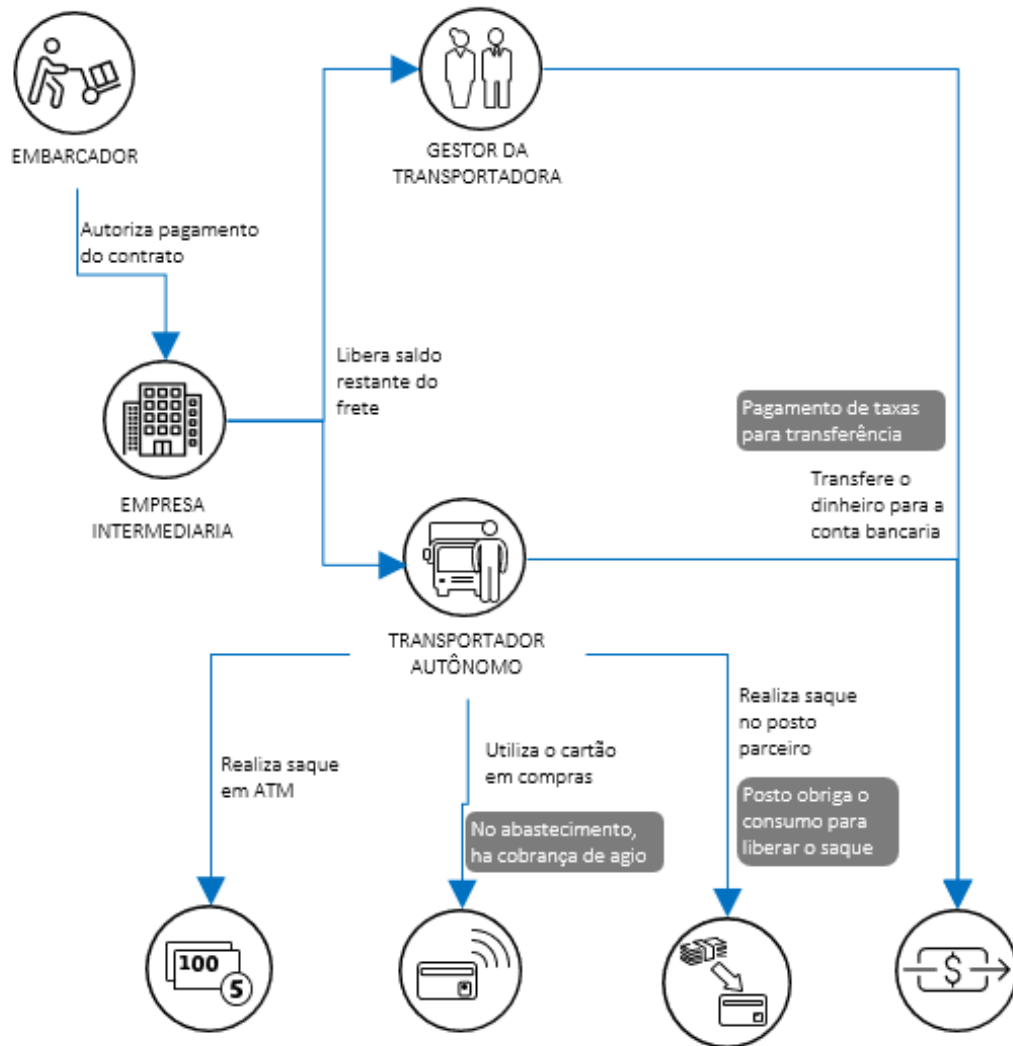 EMBARCADOR
GESTOR DA
TRANSPORTADORA
Autoriza pagamento
do contrato
Libera saldo
restante do
frete
EMPRESA
INTERMEDIARIA
Pagamento de taxas
para transferência
Transfere o
dinheiro para a
conta bancaria
TRANSPORTADOR
AUTÔNOMO
Realiza saque
em ATM
Utiliza o cartão
em compras
No abastecimento,
ha cobrança de agio
Realiza saque
no posto
parceiro
Posto obriga o
consumo para
liberar o saque
100
5
$